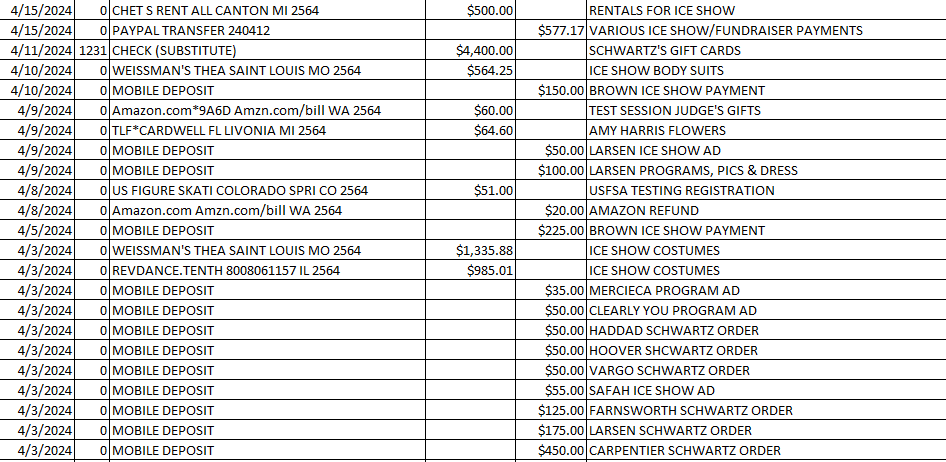 4/15/2024 0 CHET S RENT ALL CANTON MI 2564 $500.00 RENTALS FOR ICE SHOW
4/15/2024 0 PAYPAL TRANSFER 240412 $577.17 VARIOUS ICE SHOW/FUNDRAISER PAYMENTS
4/11/2024 1231 CHECK (SUBSTITUTE) $4,400.00 SCHWARTZ'S GIFT CARDS
4/10/2024 0 WEISSMAN'S THEA SAINT LOUIS MO 2564 $564.25 ICE SHOW BODY SUITS
4/10/2024 0 MOBILE DEPOSIT $150.00 BROWN ICE SHOW PAYMENT
4/9/2024 0 Amazon.com*9A6D Amzn.com/bill WA 2564 $60.00 TEST SESSION JUDGE'S GIFTS
4/9/2024 0 TLF*CARDWELL FL LIVONIA MI 2564 $64.60 AMY HARRIS FLOWERS
4/9/2024 0 MOBILE DEPOSIT $50.00 LARSEN ICE SHOW AD
4/9/2024 0 MOBILE DEPOSIT $100.00 LARSEN PROGRAMS, PICS & DRESS
4/8/2024 0 US FIGURE SKATI COLORADO SPRI CO 2564 $51.00 USFSA TESTING REGISTRATION
4/8/2024 0 Amazon.com Amzn.com/bill WA 2564 $20.00 AMAZON REFUND
4/5/2024 0 MOBILE DEPOSIT $225.00 BROWN ICE SHOW PAYMENT
4/3/2024 0 WEISSMAN'S THEA SAINT LOUIS MO 2564 $1,335.88 ICE SHOW COSTUMES
4/3/2024 0 REVDANCE.TENTH 8008061157 IL 2564 $985.01 ICE SHOW COSTUMES
4/3/2024 0 MOBILE DEPOSIT $35.00 MERCIECA PROGRAM AD
4/3/2024 0 MOBILE DEPOSIT $50.00 CLEARLY YOU PROGRAM AD
4/3/2024 0 MOBILE DEPOSIT $50.00 HADDAD SCHWARTZ ORDER
4/3/2024 0 MOBILE DEPOSIT $50.00 HOOVER SHCWARTZ ORDER
4/3/2024 0 MOBILE DEPOSIT $50.00 VARGO SCHWARTZ ORDER
4/3/2024 0 MOBILE DEPOSIT $55.00 SAFAH ICE SHOW AD
4/3/2024 0 MOBILE DEPOSIT $125.00 FARNSWORTH SCHWARTZ ORDER
4/3/2024 0 MOBILE DEPOSIT $175.00 LARSEN SCHWARTZ ORDER
4/3/2024 0 MOBILE DEPOSIT $450.00 CARPENTIER SCHWARTZ ORDER